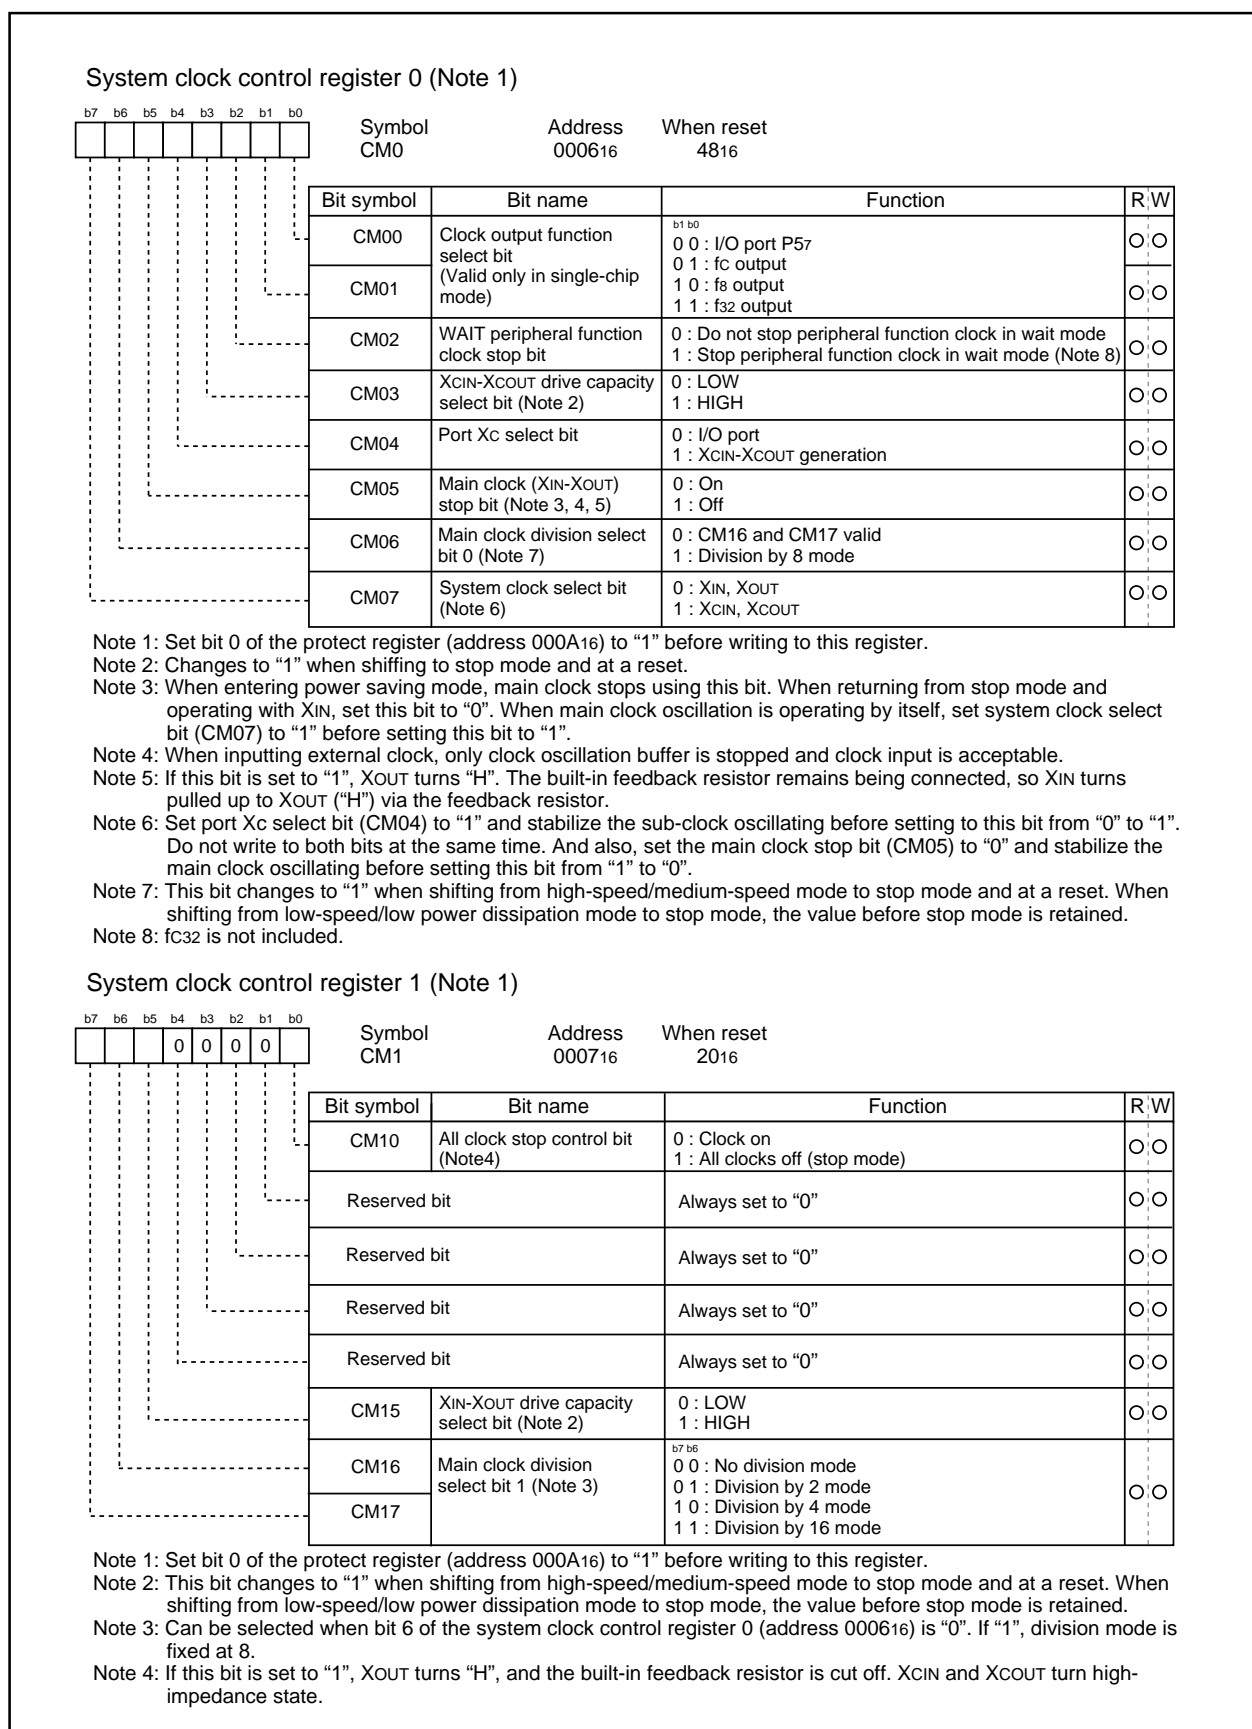 System clock control register 0 (Note 1)
b7 b6 b5 b4 b3 b2 b1 b0
Symbol Address When reset
CM0 000616 4816
Bit symbol Bit name Function R W
CM00 Clock output function
select bit
(Valid only in single-chip
mode)
b1 b0
0 0 : I/O port P57
0 1 : fC output
1 0 : f8 output
1 1 : f32 output
CM01
CM02 WAIT peripheral function
clock stop bit
0 : Do not stop peripheral function clock in wait mode
1 : Stop peripheral function clock in wait mode (Note 8)
CM03 XCIN-XCOUT drive capacity
select bit (Note 2)
0 : LOW
1 : HIGH
CM04 Port XC select bit
0 : I/O port
1 : XCIN-XCOUT generation
CM05 Main clock (XIN-XOUT)
stop bit (Note 3, 4, 5)
0 : On
1 : Off
CM06 Main clock division select
bit 0 (Note 7)
0 : CM16 and CM17 valid
1 : Division by 8 mode
CM07 System clock select bit
(Note 6)
0 : XIN, XOUT
1 : XCIN, XCOUT
Note 1: Set bit 0 of the protect register (address 000A16) to “1” before writing to this register.
Note 2: Changes to “1” when shiffing to stop mode and at a reset.
Note 3: When entering power saving mode, main clock stops using this bit. When returning from stop mode and
operating with XIN, set this bit to “0”. When main clock oscillation is operating by itself, set system clock select
bit (CM07) to “1” before setting this bit to “1”.
Note 4: When inputting external clock, only clock oscillation buffer is stopped and clock input is acceptable.
Note 5: If this bit is set to “1”, XOUT turns “H”. The built-in feedback resistor remains being connected, so XIN turns
pulled up to XOUT (“H”) via the feedback resistor.
Note 6: Set port Xc select bit (CM04) to “1” and stabilize the sub-clock oscillating before setting to this bit from “0” to “1”.
Do not write to both bits at the same time. And also, set the main clock stop bit (CM05) to “0” and stabilize the
main clock oscillating before setting this bit from “1” to “0”.
Note 7: This bit changes to “1” when shifting from high-speed/medium-speed mode to stop mode and at a reset. When
shifting from low-speed/low power dissipation mode to stop mode, the value before stop mode is retained.
Note 8: fC32 is not included.
System clock control register 1 (Note 1)
b7 b6 b5 b4 b3 b2 b1 b0
0 0 0 0
Symbol Address When reset
CM1 000716 2016
Bit symbol Bit name Function R W
CM10 All clock stop control bit
(Note4)
0 : Clock on
1 : All clocks off (stop mode)
Reserved bit Always set to “0”
Reserved bit Always set to “0”
Reserved bit Always set to “0”
Reserved bit Always set to “0”
CM15 XIN-XOUT drive capacity
select bit (Note 2)
0 : LOW
1 : HIGH
CM16 Main clock division
select bit 1 (Note 3)
b7 b6
0 0 : No division mode
0 1 : Division by 2 mode
1 0 : Division by 4 mode
1 1 : Division by 16 mode
CM17
Note 1: Set bit 0 of the protect register (address 000A16) to “1” before writing to this register.
Note 2: This bit changes to “1” when shifting from high-speed/medium-speed mode to stop mode and at a reset. When
shifting from low-speed/low power dissipation mode to stop mode, the value before stop mode is retained.
Note 3: Can be selected when bit 6 of the system clock control register 0 (address 000616) is “0”. If “1”, division mode is
fixed at 8.
Note 4: If this bit is set to “1”, XOUT turns “H”, and the built-in feedback resistor is cut off. XCIN and XCOUT turn high-
impedance state.